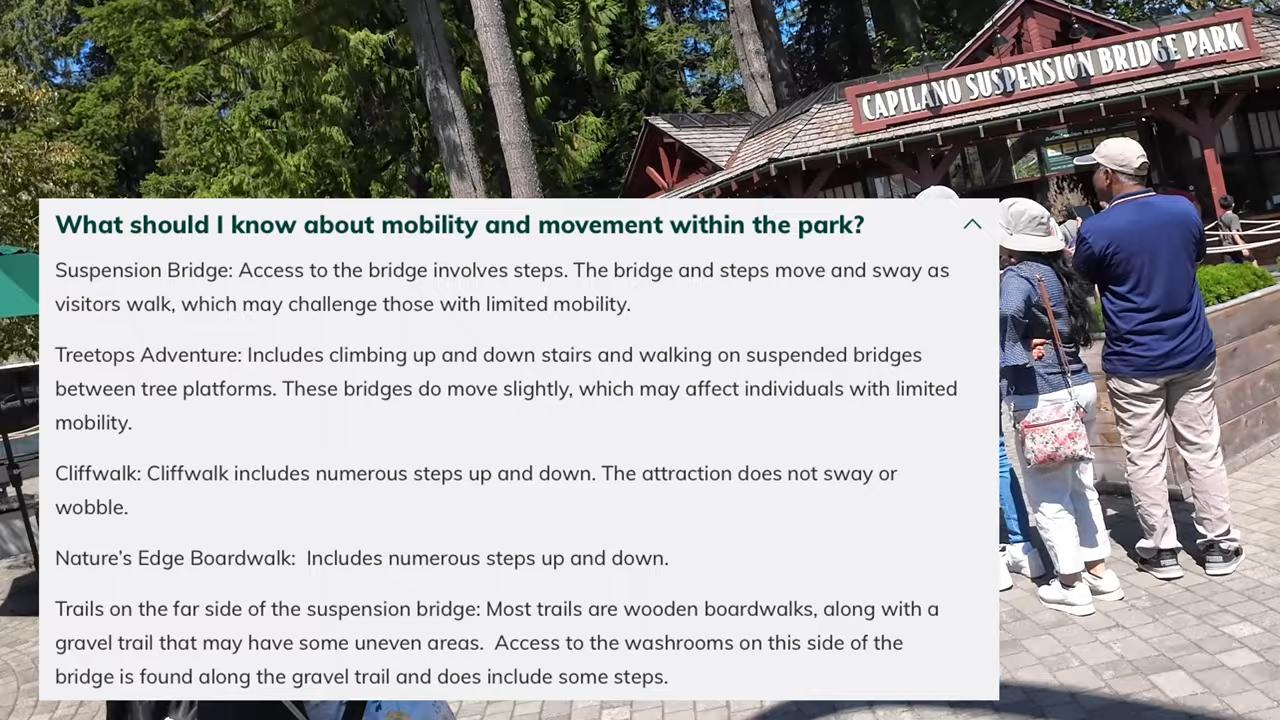 CAPILANO SUSPENSION BRIDGE PARK
What should I know about mobility and movement within the park?
Suspension Bridge: Access to the bridge involves steps. The bridge and steps move and sway as
visitors walk, which may challenge those with limited mobility.
Treetops Adventure: Includes climbing up and down stairs and walking on suspended bridges
between tree platforms. These bridges do move slightly, which may affect individuals with limited
mobility.
Cliffwalk: Cliffwalk includes numerous steps up and down. The attraction does not sway or
wobble.
Nature’s Edge Boardwalk:  Includes numerous steps up and down.
Trails on the far side of the suspension bridge: Most trails are wooden boardwalks, along with a
gravel trail that may have some uneven areas.  Access to the washrooms on this side of the
bridge is found along the gravel trail and does include some steps.